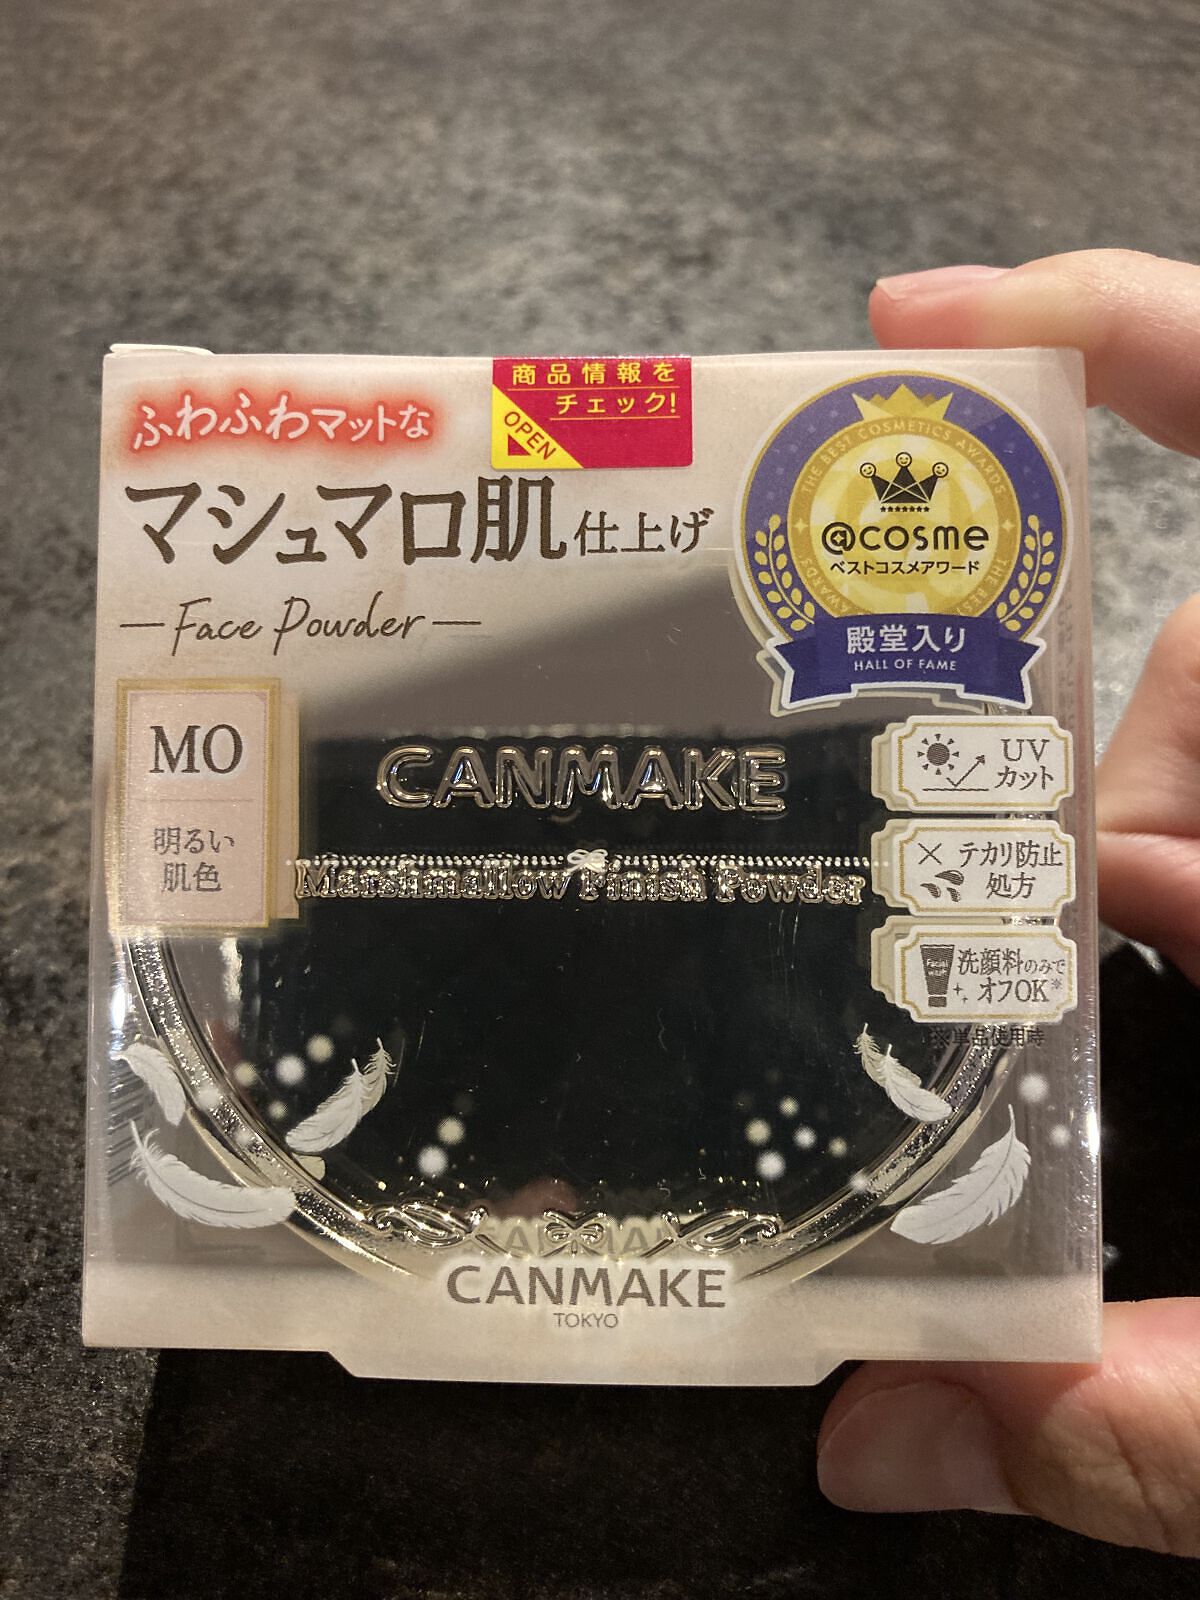 商品情報を
チェック!
OPEN
ふわふわマットな
マシュマロ肌仕上げ
Face Powder
THE BEST COSMETICS AWARDS
@cosme
ベストコスメアワード
殿堂入り
HALL OF FAME
MO
明るい
肌色
CANMAKE
Marshmallow Finish Powder
UV
カット
テカリ防止
処方
Facial
洗顔料のみで
オフOK※
※単品使用時
CANMAKE
TOKYO